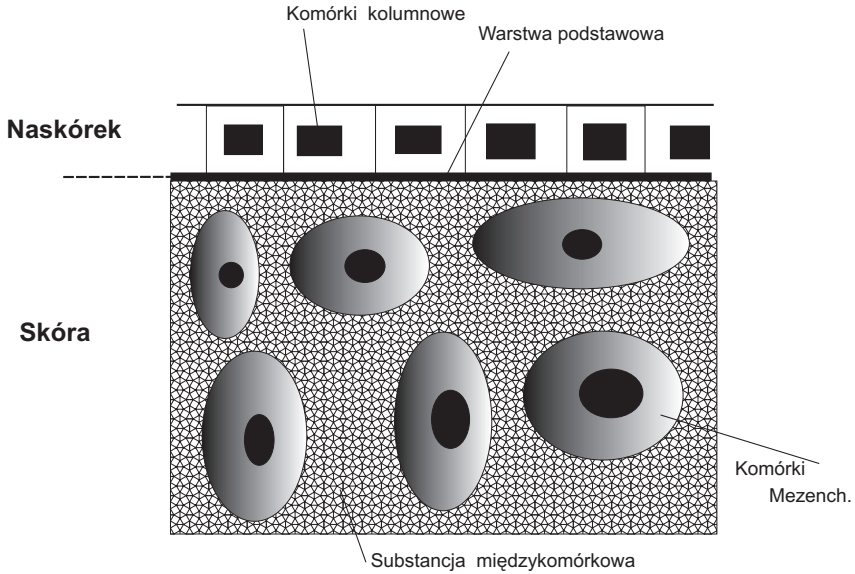 Komórki kolumnowe
Warstwa podstawowa
Naskórek
Skóra
Komórki
Mezench.
Substancja międzykomórkowa